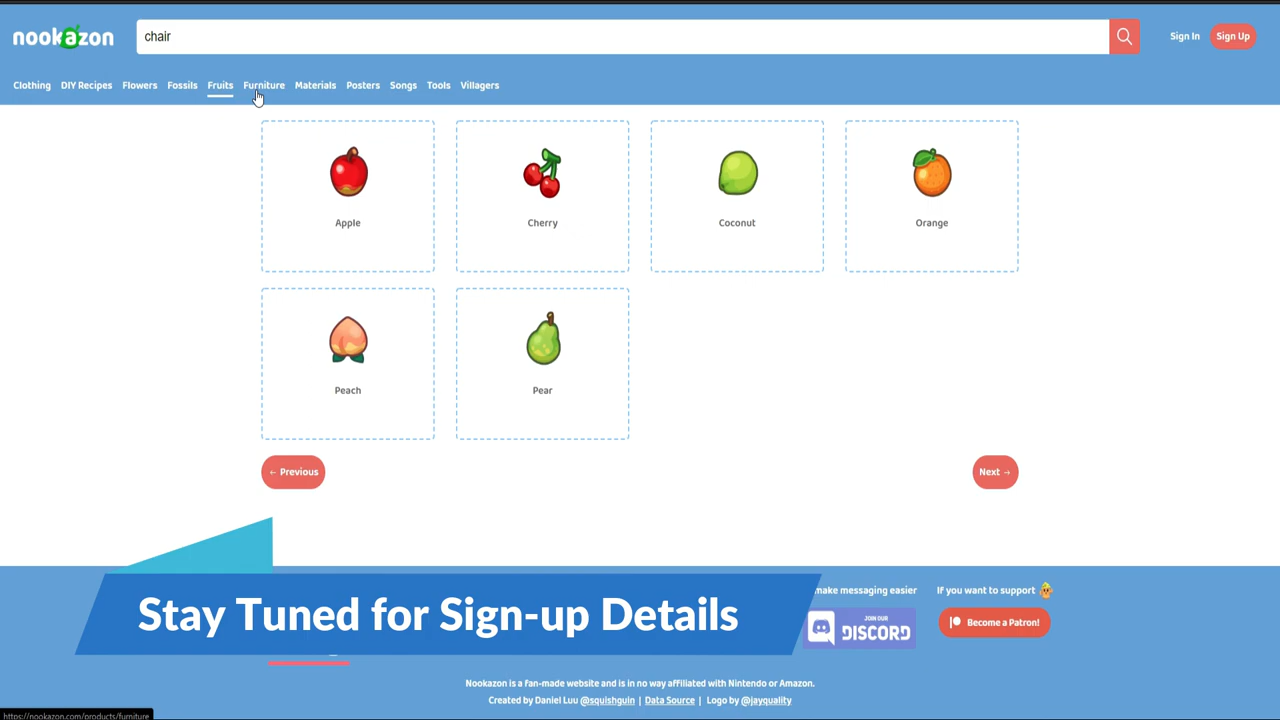 nookazon
chair
Sign In
Sign Up
Clothing
DIY Recipes
Flowers
Fossils
Fruits
Furniture
Materials
Posters
Songs
Tools
Villagers
Apple
Cherry
Coconut
Orange
Peach
Pear
← Previous
Next →
Stay Tuned for Sign-up Details
make messaging easier
JOIN OUR
DISCORD
If you want to support
Become a Patron!
Nookazon is a fan-made website and is in no way affiliated with Nintendo or Amazon.
Created by Daniel Luu @squishguin | Data Source | Logo by @jayquality
https://nookazon.com/products/furniture